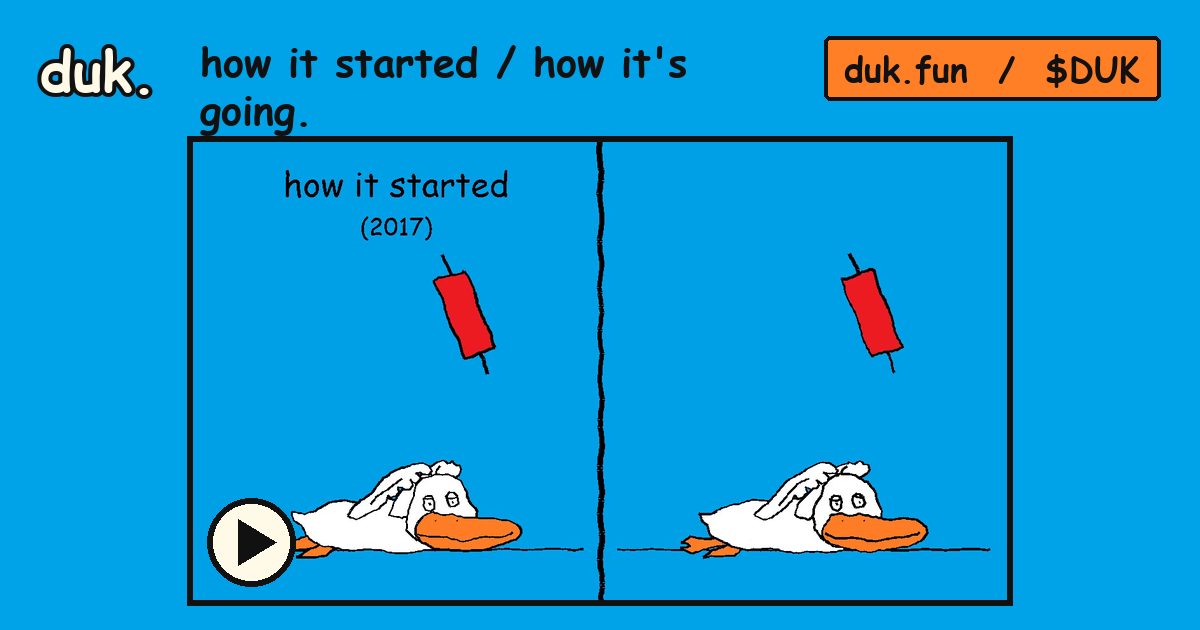 duk.
how it started / how it's
going.
duk.fun / $DUK
how it started
(2017)